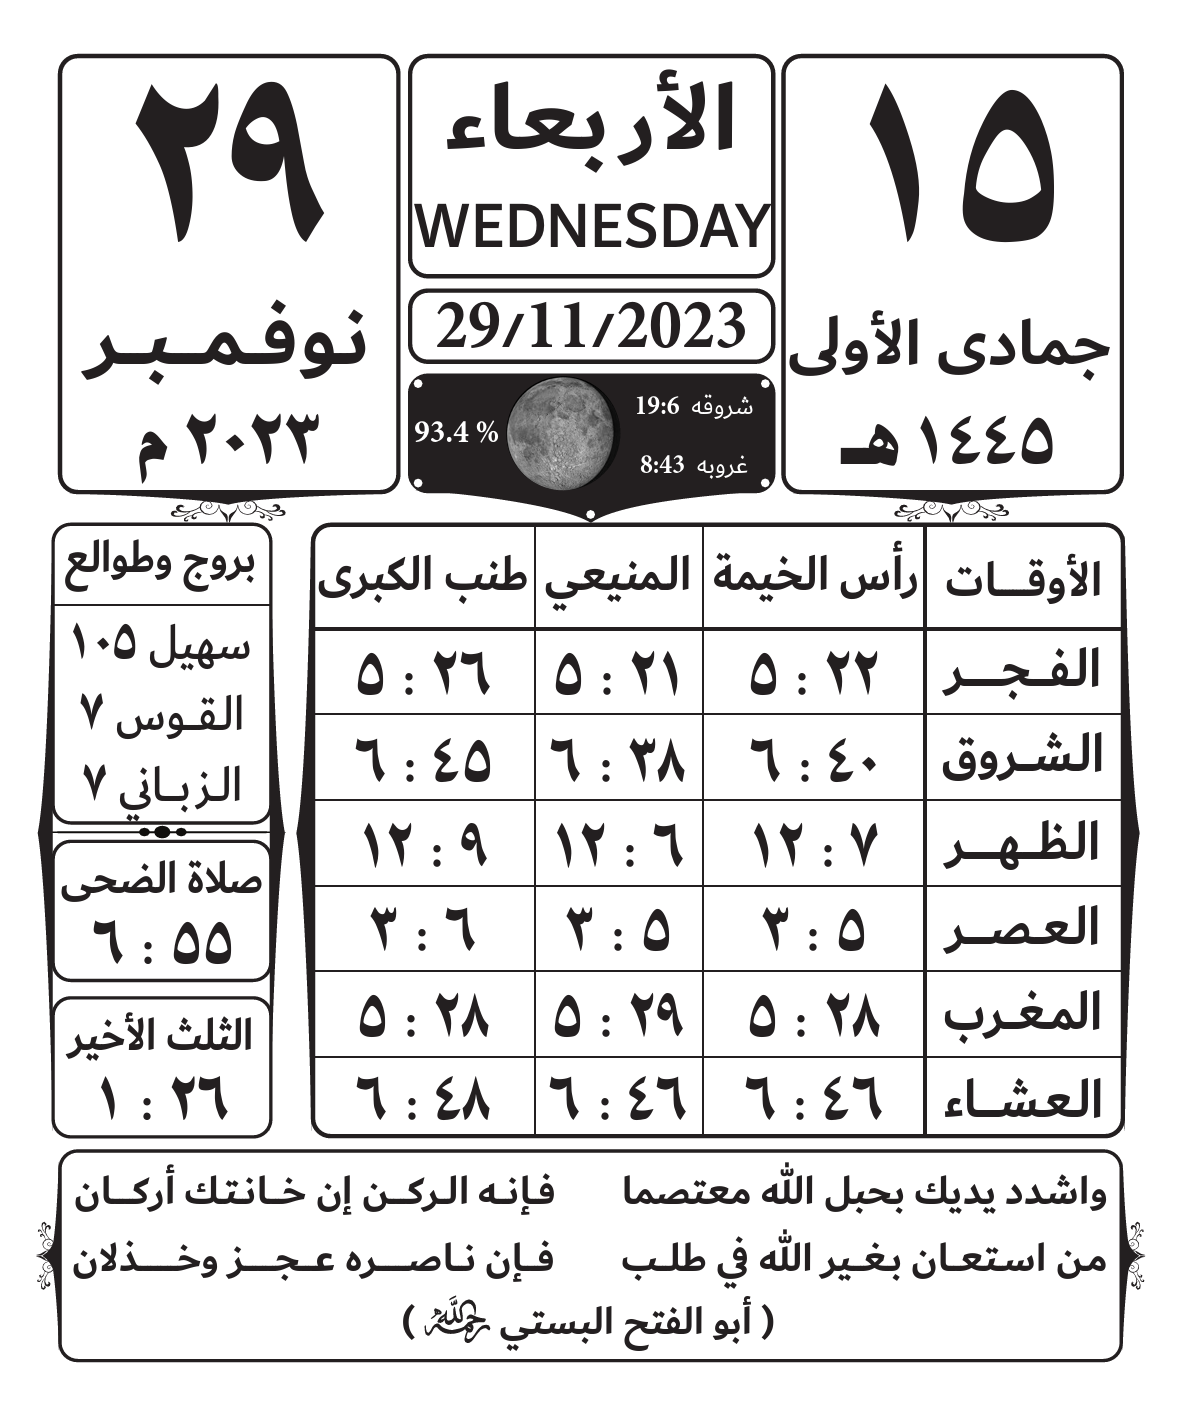 ١٥
جمادى الأولى
١٤٤٥ هـ
الأربعاء
WEDNESDAY
29/11/2023
شروقه 19:6
غروبه 8:43
93.4 %
٢٩
نوفمبر
٢٠٢٣ م
الأوقات رأس الخيمة المنيعي طنب الكبرى
الفجر ٢٢ : ٥ ٢١ : ٥ ٢٦ : ٥
الشروق ٤٠ : ٦ ٣٨ : ٦ ٤٥ : ٦
الظهر ٧ : ١٢ ٦ : ١٢ ٩ : ١٢
العصر ٥ : ٣ ٥ : ٣ ٦ : ٣
المغرب ٢٨ : ٥ ٢٩ : ٥ ٢٨ : ٥
العشاء ٤٦ : ٦ ٤٦ : ٦ ٤٨ : ٦
بروج وطوالع
سهيل ١٠٥
القوس ٧
الزباني ٧
صلاة الضحى
٥٥ : ٦
الثلث الأخير
٢٦ : ١
واشدد يديك بحبل الله معتصما فإنه الركن إن خانتك أركان
من استعان بغير الله في طلب فإن ناصره عجز وخذلان
( أبو الفتح البستي رحمه الله )